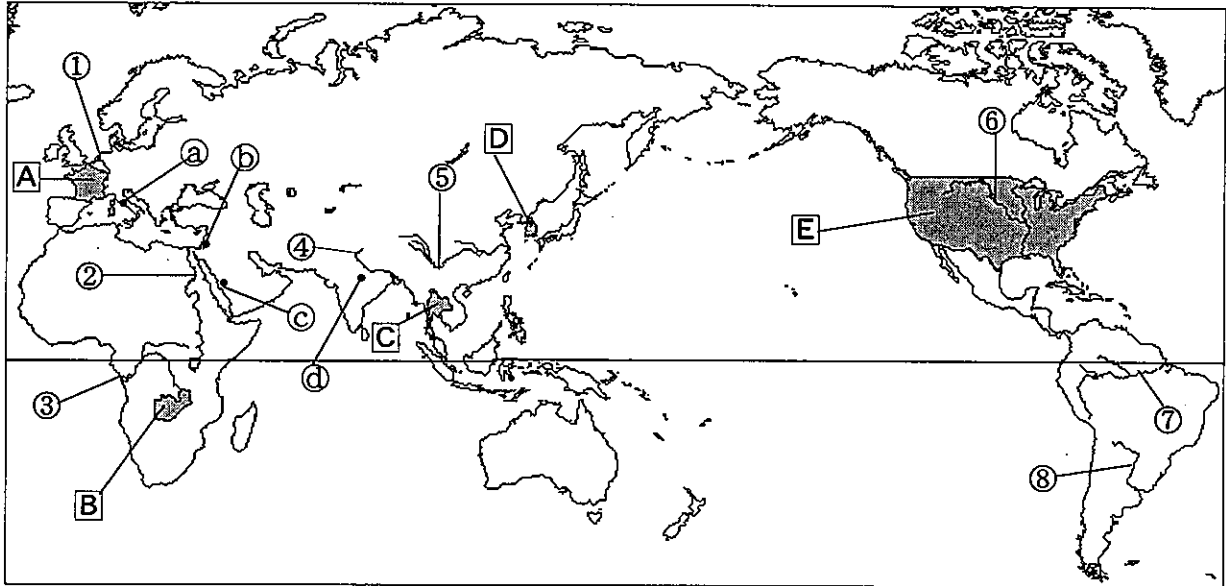 ①
⑥
D
ⓐ
ⓑ
A
⑤
E
④
②
ⓒ
C
ⓓ
③
⑦
⑧
B